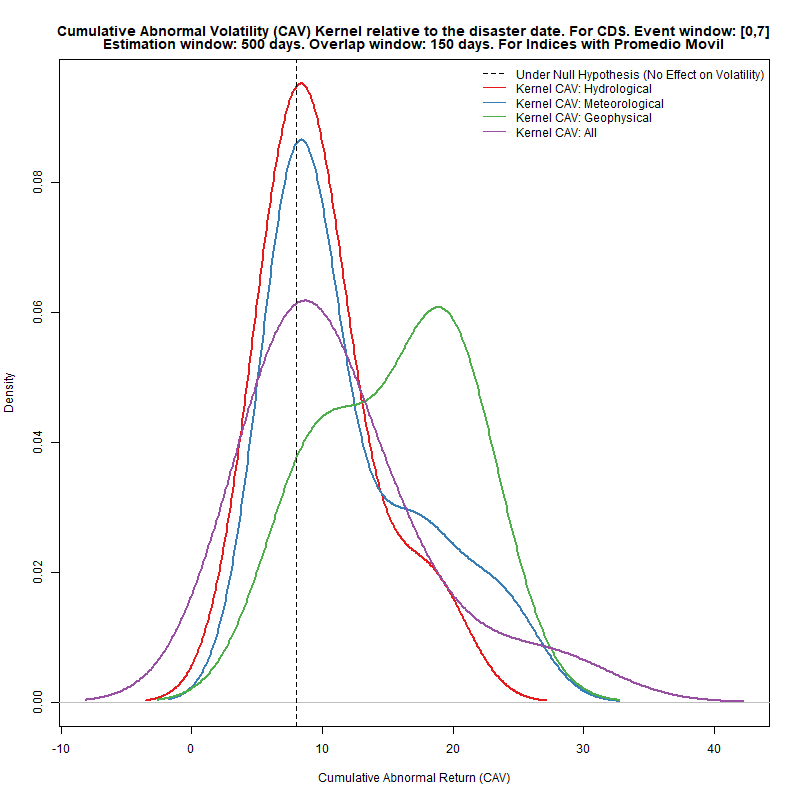 Cumulative Abnormal Volatility (CAV) Kernel relative to the disaster date. For CDS. Event window: [0,7]
Estimation window: 500 days. Overlap window: 150 days. For Indices with Promedio Movil
Under Null Hypothesis (No Effect on Volatility)
Kernel CAV: Hydrological
Kernel CAV: Meteorological
Kernel CAV: Geophysical
Kernel CAV: All
Density
0.08
0.06
0.04
0.02
0.00
-10 0 10 20 30 40
Cumulative Abnormal Return (CAV)